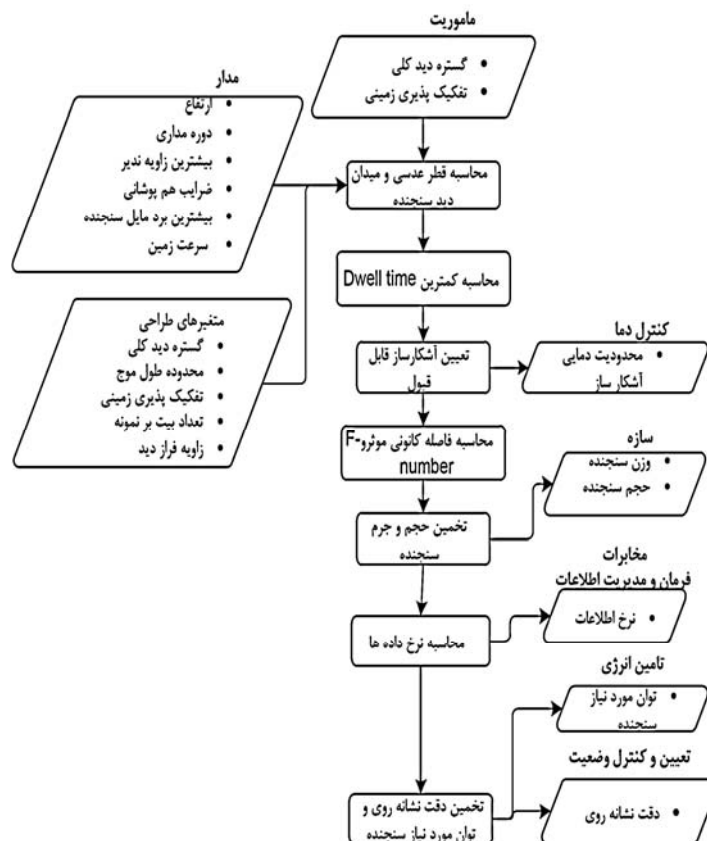 ماموریت
• گستره دید کلی
• تفکیک پذیری زمینی
مدار
• ارتفاع
• دوره مداری
• بیشترین زاویه ندیر
• ضرایب هم پوشانی
• بیشترین برد مایل سنجنده
• سرعت زمین
محاسبه قطر عدسی و میدان
دید سنجنده
محاسبه کمترین Dwell time
متغیرهای طراحی
• گستره دید کلی
• محدوده طول موج
• تفکیک پذیری زمینی
• تعداد بیت بر نمونه
• زاویه فراز دید
تعیین آشکارساز قابل
قبول
کنترل دما
• محدودیت دمایی
آشکار ساز
محاسبه فاصله کانونی موثرو-F
number
سازه
• وزن سنجنده
• حجم سنجنده
تخمین حجم و جرم
سنجنده
مخابرات
فرمان و مدیریت اطلاعات
• نرخ اطلاعات
محاسبه نرخ داده ها
تامین انرژی
• توان مورد نیاز
سنجنده
تعیین و کنترل وضعیت
• دقت نشانه روی
تخمین دقت نشانه روی و
توان مورد نیاز سنجنده